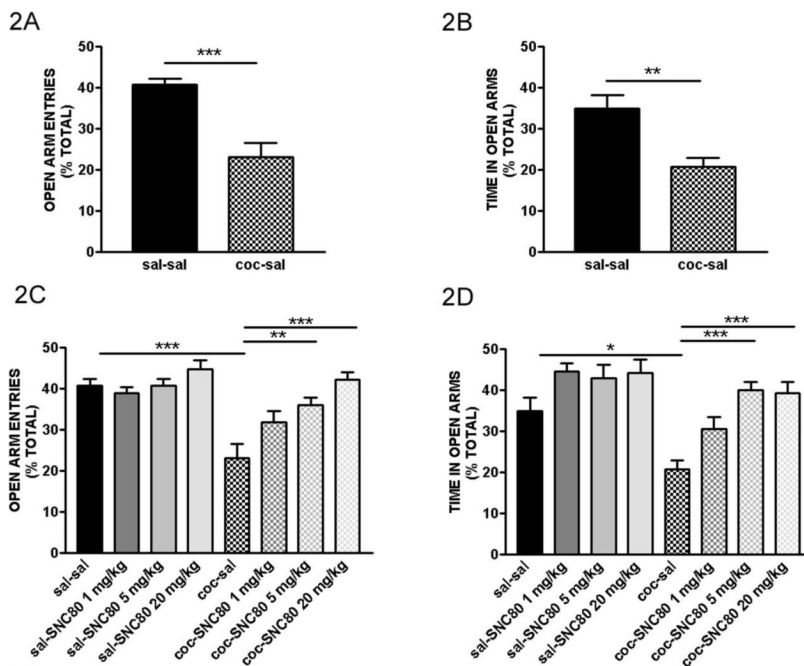 2A
OPEN ARM ENTRIES
(% TOTAL)
50
40
30
20
10
0
***
sal-sal
coc-sal
2B
TIME IN OPEN ARMS
(% TOTAL)
50
40
30
20
10
0
**
sal-sal
coc-sal
2C
OPEN ARM ENTRIES
(% TOTAL)
50
40
30
20
10
0
***
***
**
sal-sal
sal-SNC80 1 mg/kg
sal-SNC80 5 mg/kg
sal-SNC80 20 mg/kg
coc-sal
coc-SNC80 1 mg/kg
coc-SNC80 5 mg/kg
coc-SNC80 20 mg/kg
2D
TIME IN OPEN ARMS
(% TOTAL)
50
40
30
20
10
0
*
***
***
sal-sal
sal-SNC80 1 mg/kg
sal-SNC80 5 mg/kg
sal-SNC80 20 mg/kg
coc-sal
coc-SNC80 1 mg/kg
coc-SNC80 5 mg/kg
coc-SNC80 20 mg/kg